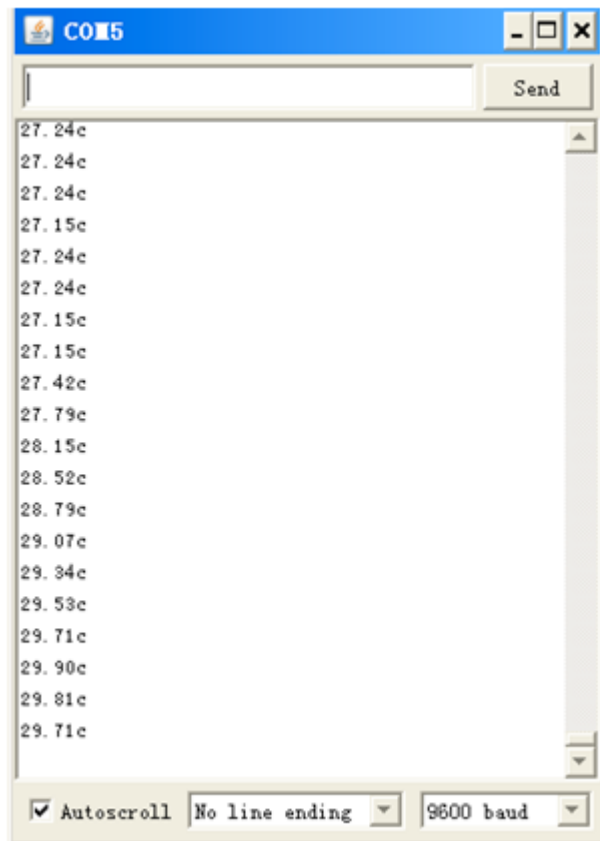 COM5
Send
27.24c
27.24c
27.24c
27.15c
27.24c
27.24c
27.15c
27.15c
27.42c
27.79c
28.15c
28.52c
28.79c
29.07c
29.34c
29.53c
29.71c
29.90c
29.81c
29.71c
Autoscroll No line ending 9600 baud